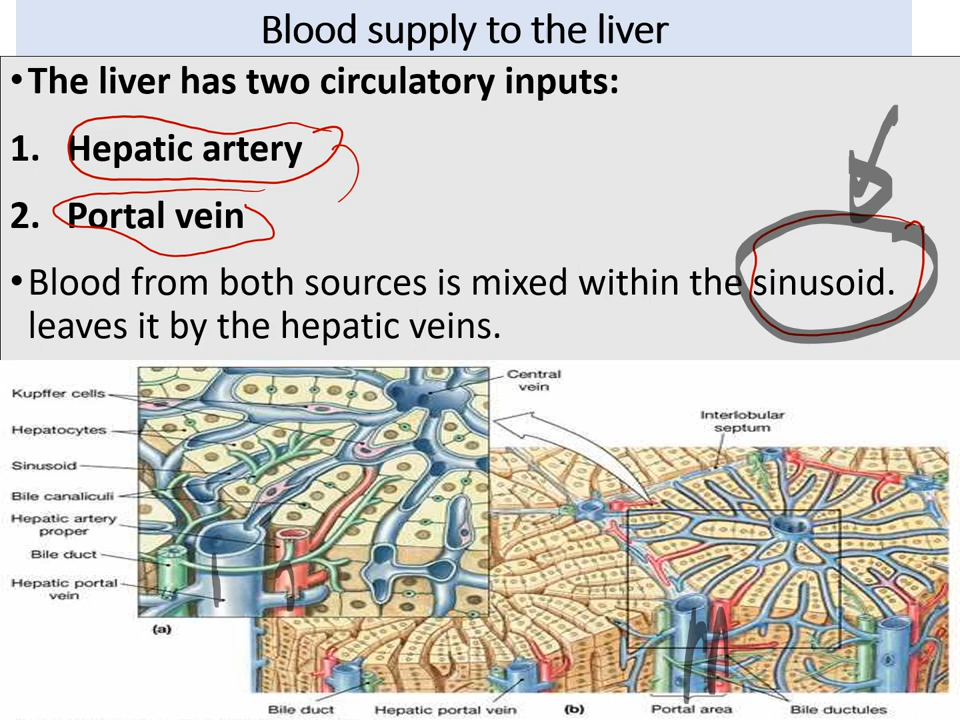 Blood supply to the liver
•The liver has two circulatory inputs:
1. Hepatic artery
2. Portal vein
•Blood from both sources is mixed within the sinusoid.
leaves it by the hepatic veins.
Central
vein
Kupffer cells
Hepatocytes
Sinusoid
Bile canaliculi
Hepatic artery
proper
Bile duct
Hepatic portal
vein
(a)
Interlobular
septum
Bile duct
Hepatic portal vein
(b)
Portal area
Bile ductules